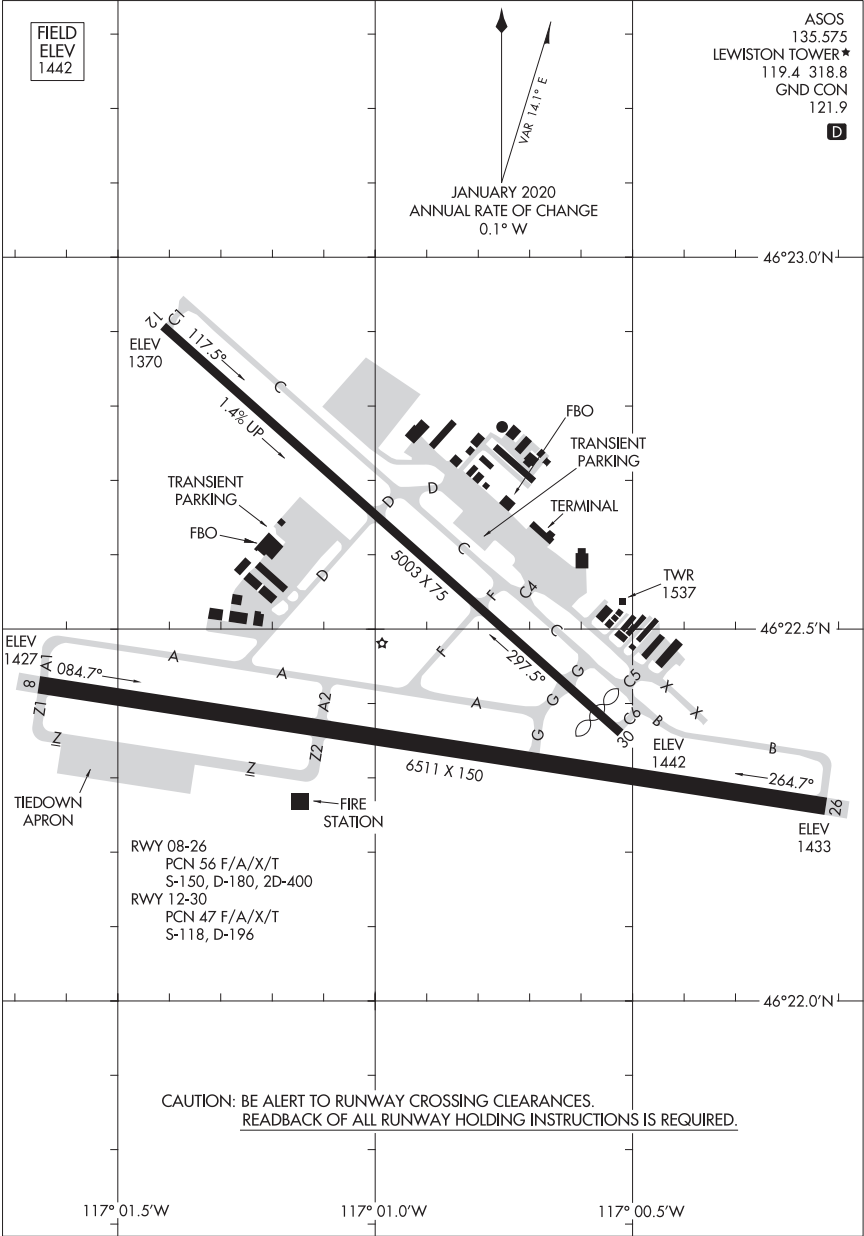 FIELD
ELEV
1442
ASOS
135.575
LEWISTON TOWER★
119.4 318.8
GND CON
121.9
D
VAR 14.1° E
JANUARY 2020
ANNUAL RATE OF CHANGE
0.1° W
46°23.0'N
12
C1
ELEV
1370
117.5°
C
1.4% UP
FBO
TRANSIENT
PARKING
TERMINAL
D
D
TRANSIENT
PARKING
FBO
D
5003 X 75
C
F
C4
TWR
1537
46°22.5'N
ELEV
1427
A1
8
084.7°
A
A
A2
F
297.5°
C
G
C5
X
X
Z1
Z
Z
Z2
A
G
G
C6
B
30
ELEV
1442
B
6511 X 150
264.7°
26
ELEV
1433
TIEDOWN
APRON
FIRE
STATION
RWY 08-26
PCN 56 F/A/X/T
S-150, D-180, 2D-400
RWY 12-30
PCN 47 F/A/X/T
S-118, D-196
46°22.0'N
CAUTION: BE ALERT TO RUNWAY CROSSING CLEARANCES.
READBACK OF ALL RUNWAY HOLDING INSTRUCTIONS IS REQUIRED.
117° 01.5'W
117° 01.0'W
117° 00.5'W